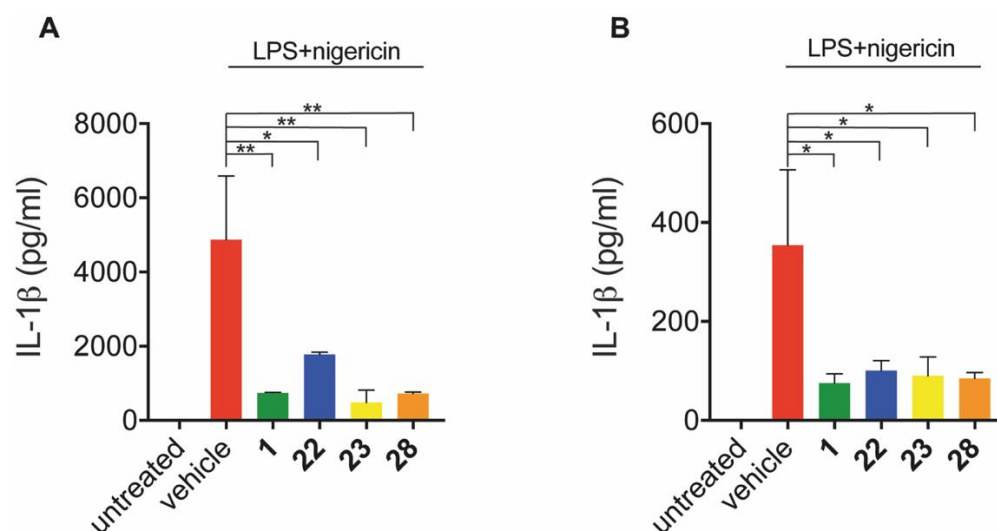 A
LPS+nigericin
**
**
*
**
8000
6000
4000
2000
0
IL-1β (pg/ml)
untreated
vehicle
1
22
23
28
B
LPS+nigericin
*
*
*
*
600
400
200
0
IL-1β (pg/ml)
untreated
vehicle
1
22
23
28